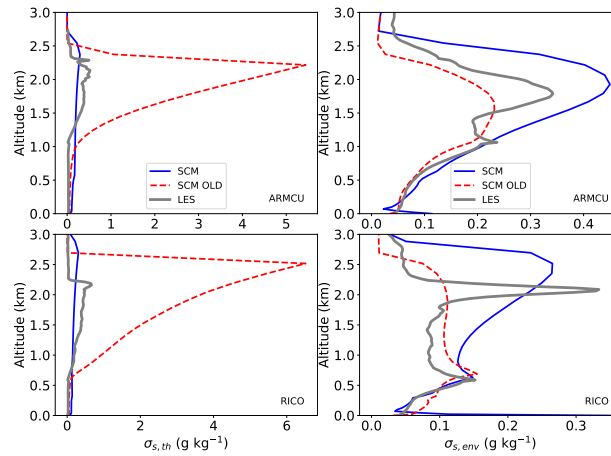 3.0
2.5
2.0
1.5
1.0
0.5
0.0
Altitude (km)
SCM
SCM OLD
LES
ARMCU
0 1 2 3 4 5
3.0
2.5
2.0
1.5
1.0
0.5
0.0
Altitude (km)
SCM
SCM OLD
LES
ARMCU
0.0 0.1 0.2 0.3 0.4
3.0
2.5
2.0
1.5
1.0
0.5
0.0
Altitude (km)
RICO
0 2 4 6
σs,th (g kg⁻¹)
3.0
2.5
2.0
1.5
1.0
0.5
0.0
Altitude (km)
RICO
0.0 0.1 0.2 0.3
σs,env (g kg⁻¹)